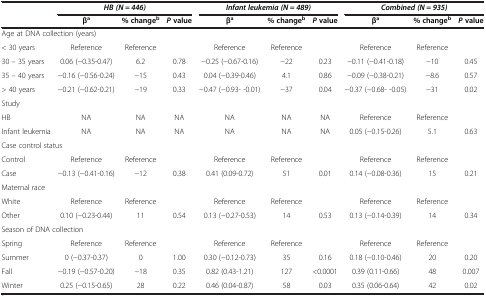 HB (N = 446) Infant leukemia (N = 489) Combined (N = 935)
βa % changeb P value βa % changeb P value βa % changeb P value
Age at DNA collection (years)
< 30 years Reference Reference Reference Reference Reference Reference
30 – 35 years 0.06 (−0.35-0.47) 6.2 0.78 −0.25 (−0.67-0.16) −22 0.23 −0.11 (−0.41-0.18) −10 0.45
35 – 40 years −0.16 (−0.56-0.24) −15 0.43 0.04 (−0.39-0.46) 4.1 0.86 −0.09 (−0.38-0.21) −8.6 0.57
> 40 years −0.21 (−0.62-0.21) −19 0.33 −0.47 (−0.93- -0.01) −37 0.04 −0.37 (−0.68- -0.05) −31 0.02
Study
HB NA NA NA NA NA NA Reference Reference
Infant leukemia NA NA NA NA NA NA 0.05 (−0.15-0.26) 5.1 0.63
Case control status
Control Reference Reference Reference Reference Reference Reference
Case −0.13 (−0.41-0.16) −12 0.38 0.41 (0.09-0.72) 51 0.01 0.14 (−0.08-0.36) 15 0.21
Maternal race
White Reference Reference Reference Reference Reference Reference
Other 0.10 (−0.23-0.44) 11 0.54 0.13 (−0.27-0.53) 14 0.53 0.13 (−0.14-0.39) 14 0.34
Season of DNA collection
Spring Reference Reference Reference Reference Reference Reference
Summer 0 (−0.37-0.37) 0 1.00 0.30 (−0.12-0.73) 35 0.16 0.18 (−0.10-0.46) 20 0.20
Fall −0.19 (−0.57-0.20) −18 0.35 0.82 (0.43-1.21) 127 <0.0001 0.39 (0.11-0.66) 48 0.007
Winter 0.25 (−0.15-0.65) 28 0.22 0.46 (0.04-0.87) 58 0.03 0.35 (0.06-0.64) 42 0.02